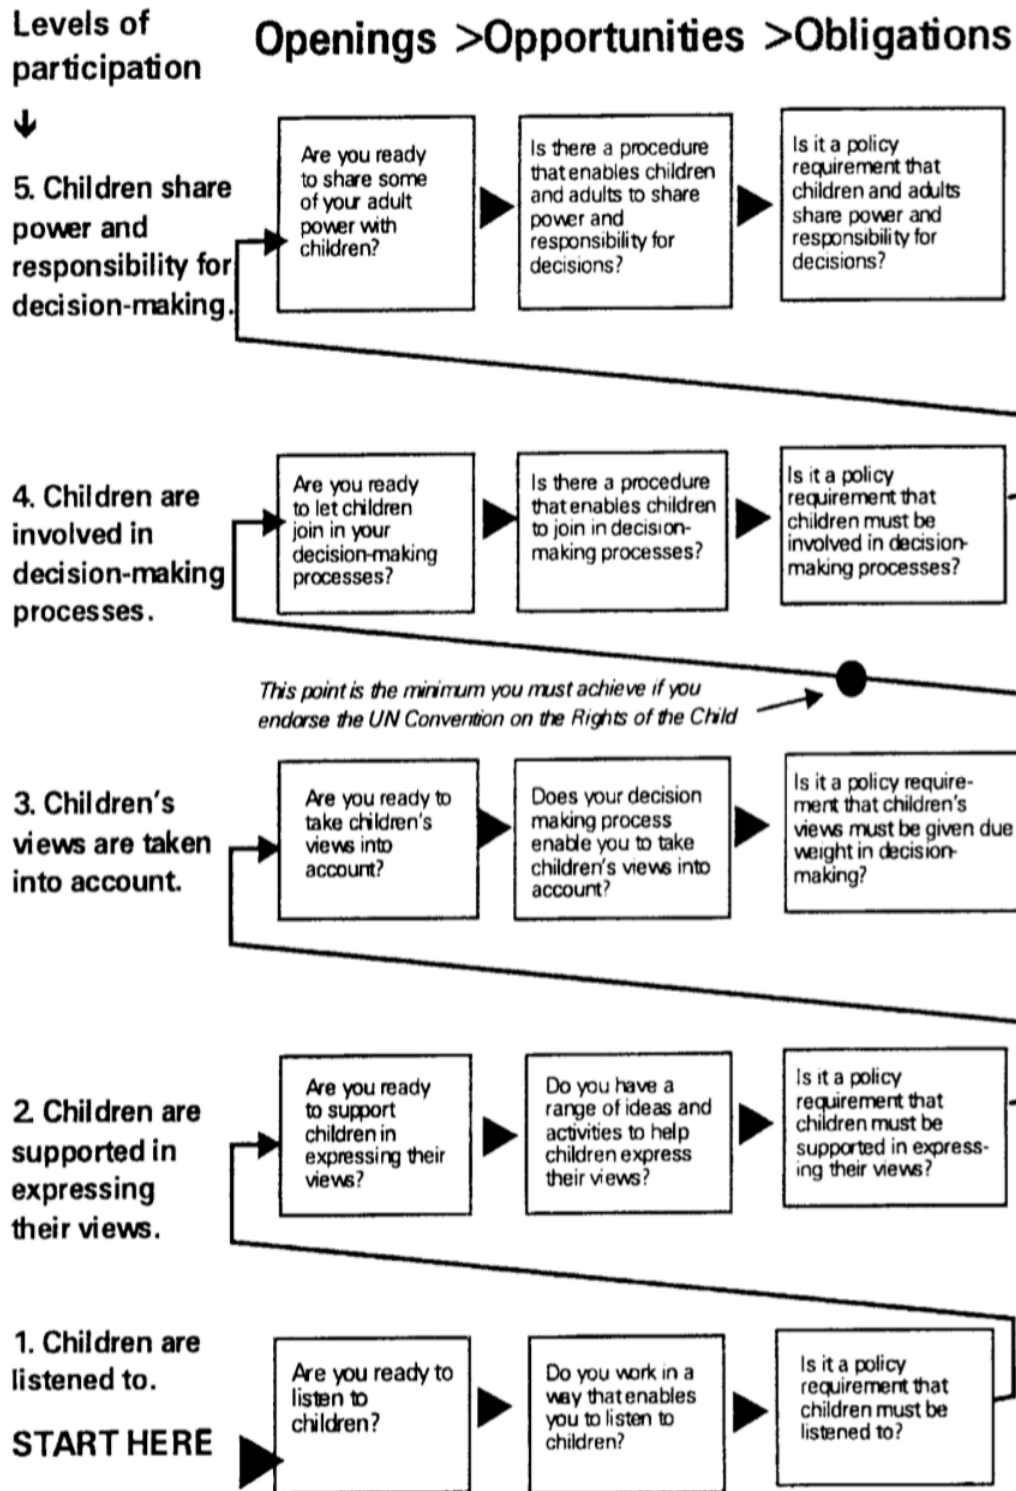 Levels of
participation
Openings >Opportunities >Obligations
5. Children share
power and
responsibility for
decision-making.
Are you ready
to share some
of your adult
power with
children?
Is there a procedure
that enables children
and adults to share
power and
responsibility for
decisions?
Is it a policy
requirement that
children and adults
share power and
responsibility for
decisions?
4. Children are
involved in
decision-making
processes.
Are you ready
to let children
join in your
decision-making
processes?
Is there a procedure
that enables children
to join in decision-
making processes?
Is it a policy
requirement that
children must be
involved in decision-
making processes?
This point is the minimum you must achieve if you
endorse the UN Convention on the Rights of the Child
3. Children's
views are taken
into account.
Are you ready to
take children's
views into
account?
Does your decision
making process
enable you to take
children's views into
account?
Is it a policy require-
ment that children's
views must be given due
weight in decision-
making?
2. Children are
supported in
expressing
their views.
Are you ready
to support
children in
expressing their
views?
Do you have a
range of ideas and
activities to help
children express
their views?
Is it a policy
requirement that
children must be
supported in express-
ing their views?
1. Children are
listened to.
START HERE
Are you ready to
listen to
children?
Do you work in a
way that enables
you to listen to
children?
Is it a policy
requirement that
children must be
listened to?